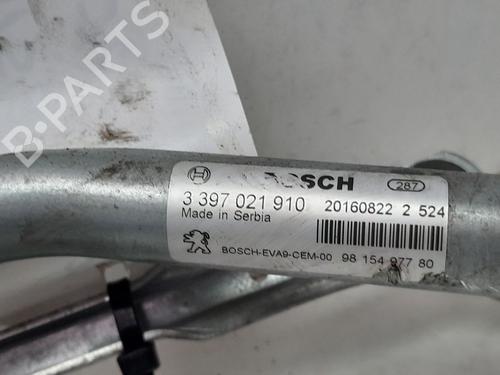 B-PARTS
BOSCH
287
3 397 021 910
20160822 2 524
Made in Serbia
BOSCH-EVA9-CEM-00
98 154 977 80